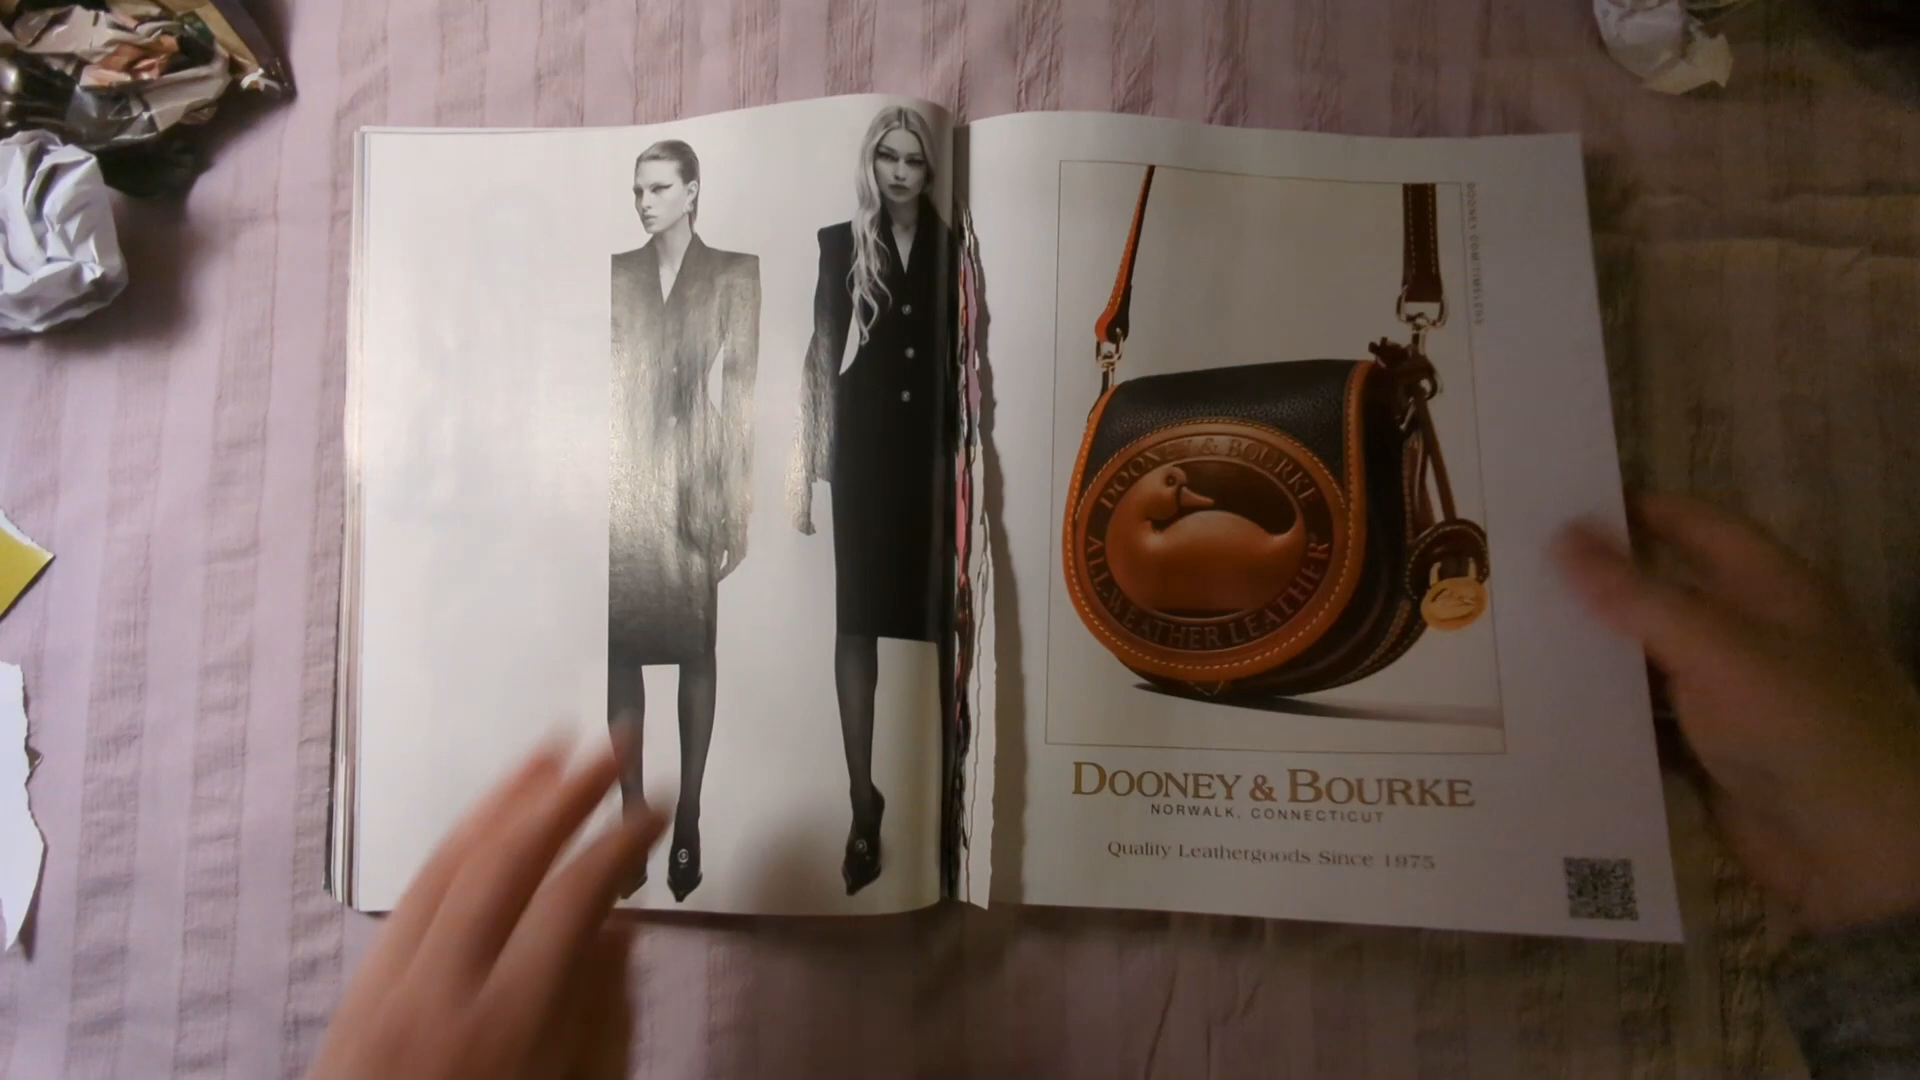 DOONEY.COM/TIMELESS
DOONEY & BOURKE
ALL-WEATHER LEATHER
DOONEY & BOURKE
NORWALK, CONNECTICUT
Quality Leathergoods Since 1975